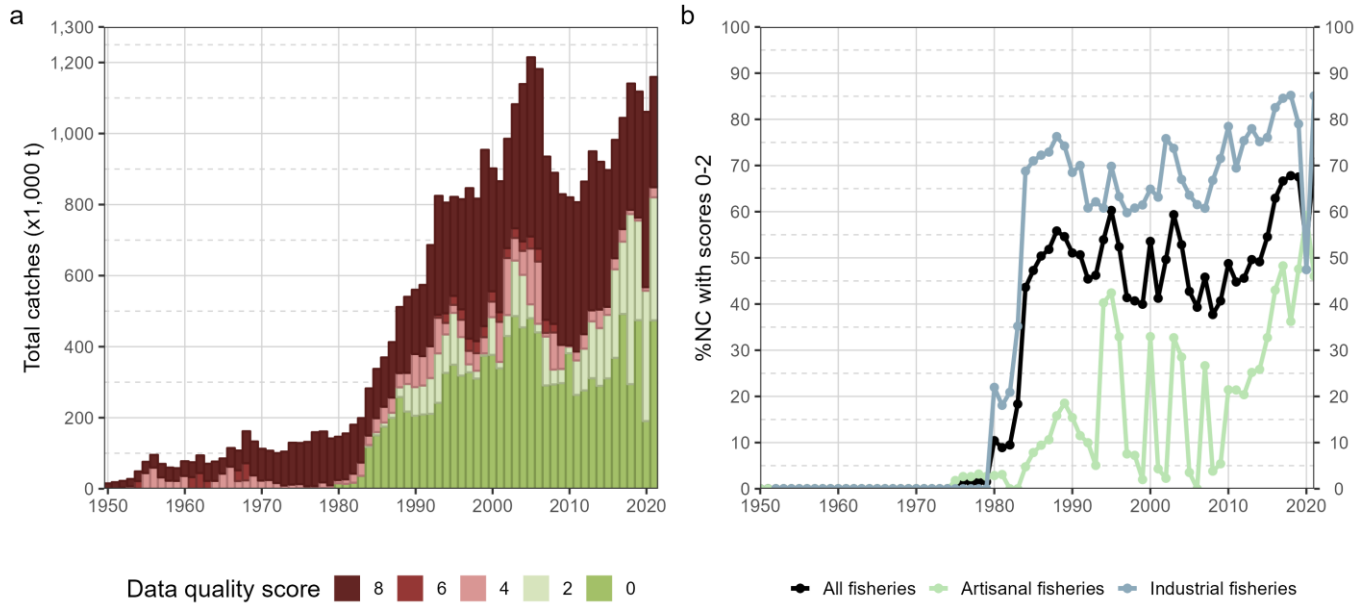 a
Total catches (x1,000 t)
1,300
1,200
1,000
800
600
400
200
0
1950 1960 1970 1980 1990 2000 2010 2020
Data quality score 8 6 4 2 0
b
%NC with scores 0-2
100 100
90 90
80 80
70 70
60 60
50 50
40 40
30 30
20 20
10 10
0 0
1950 1960 1970 1980 1990 2000 2010 2020
All fisheries Artisanal fisheries Industrial fisheries